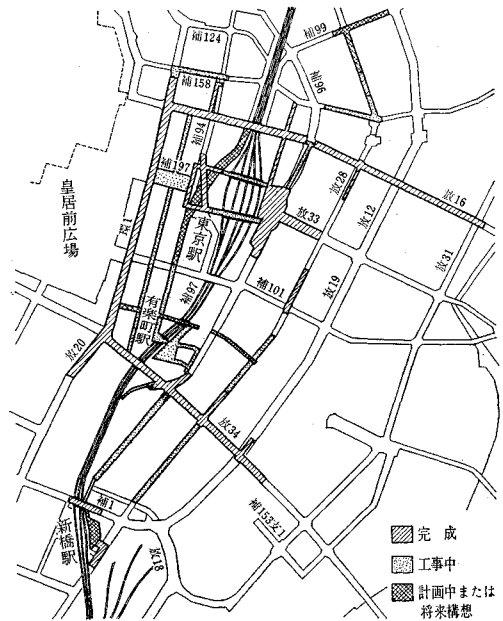 補124
放99
補158
補96
補94
補197
放28
放12
放16
皇居前広場
環1
東京駅
放33
放31
補97
補101
放19
有楽町駅
放20
放34
補1
補155支1
新橋駅
放18
完成
工事中
計画中または
将来構想